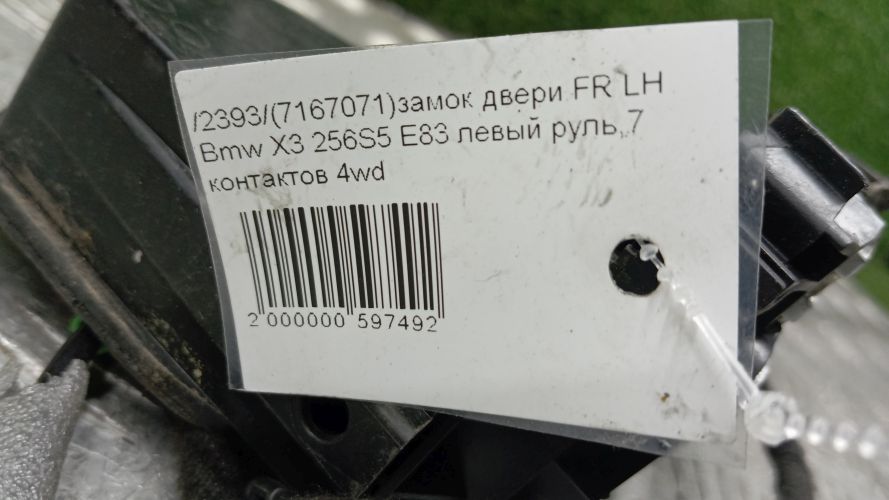 /2393/(7167071)замок двери FR LH
Bmw X3 256S5 E83 левый руль,,7
контактов 4wd
2 000000 597492